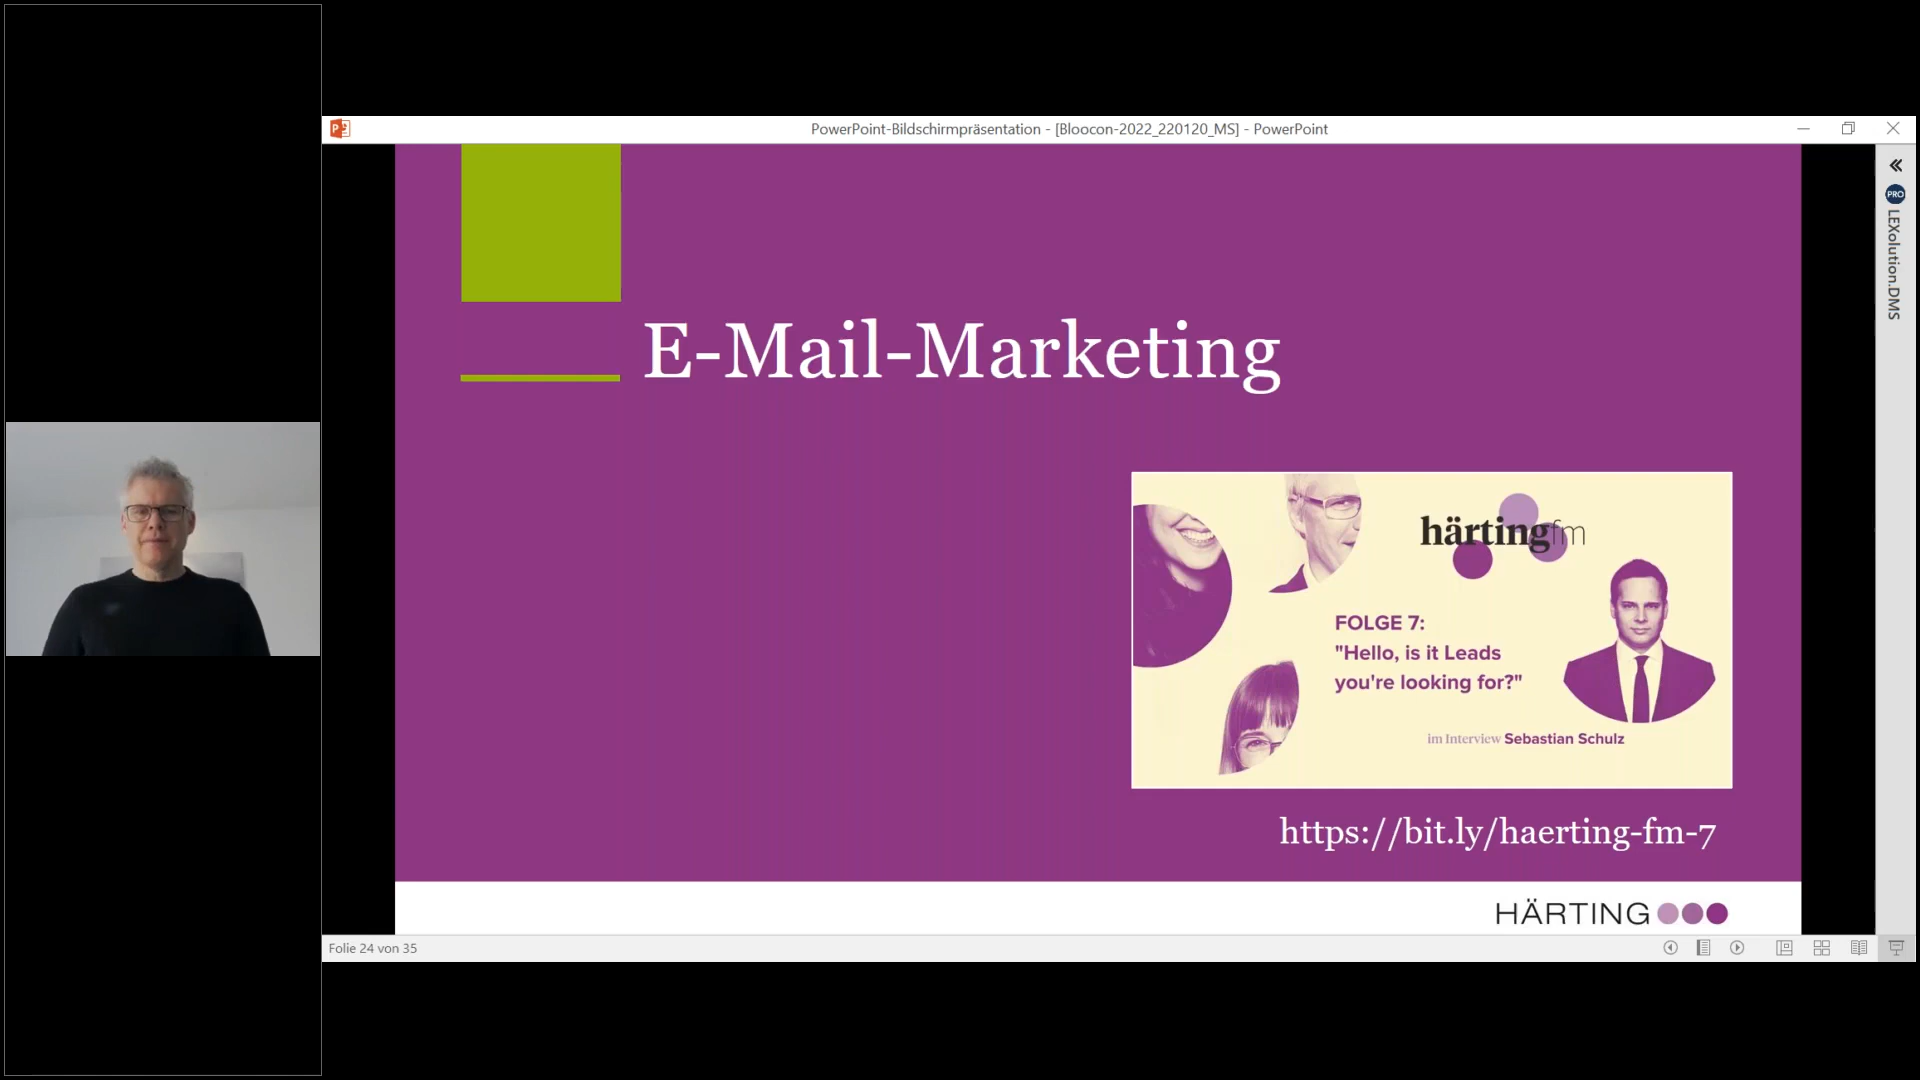 PowerPoint-Bildschirmpräsentation - [Bloocon-2022_220120_MS] - PowerPoint
PRO
LEXolution.DMS
E-Mail-Marketing
härtingfm
FOLGE 7:
"Hello, is it Leads
you're looking for?"
im Interview Sebastian Schulz
https://bit.ly/haerting-fm-7
HÄRTING
Folie 24 von 35